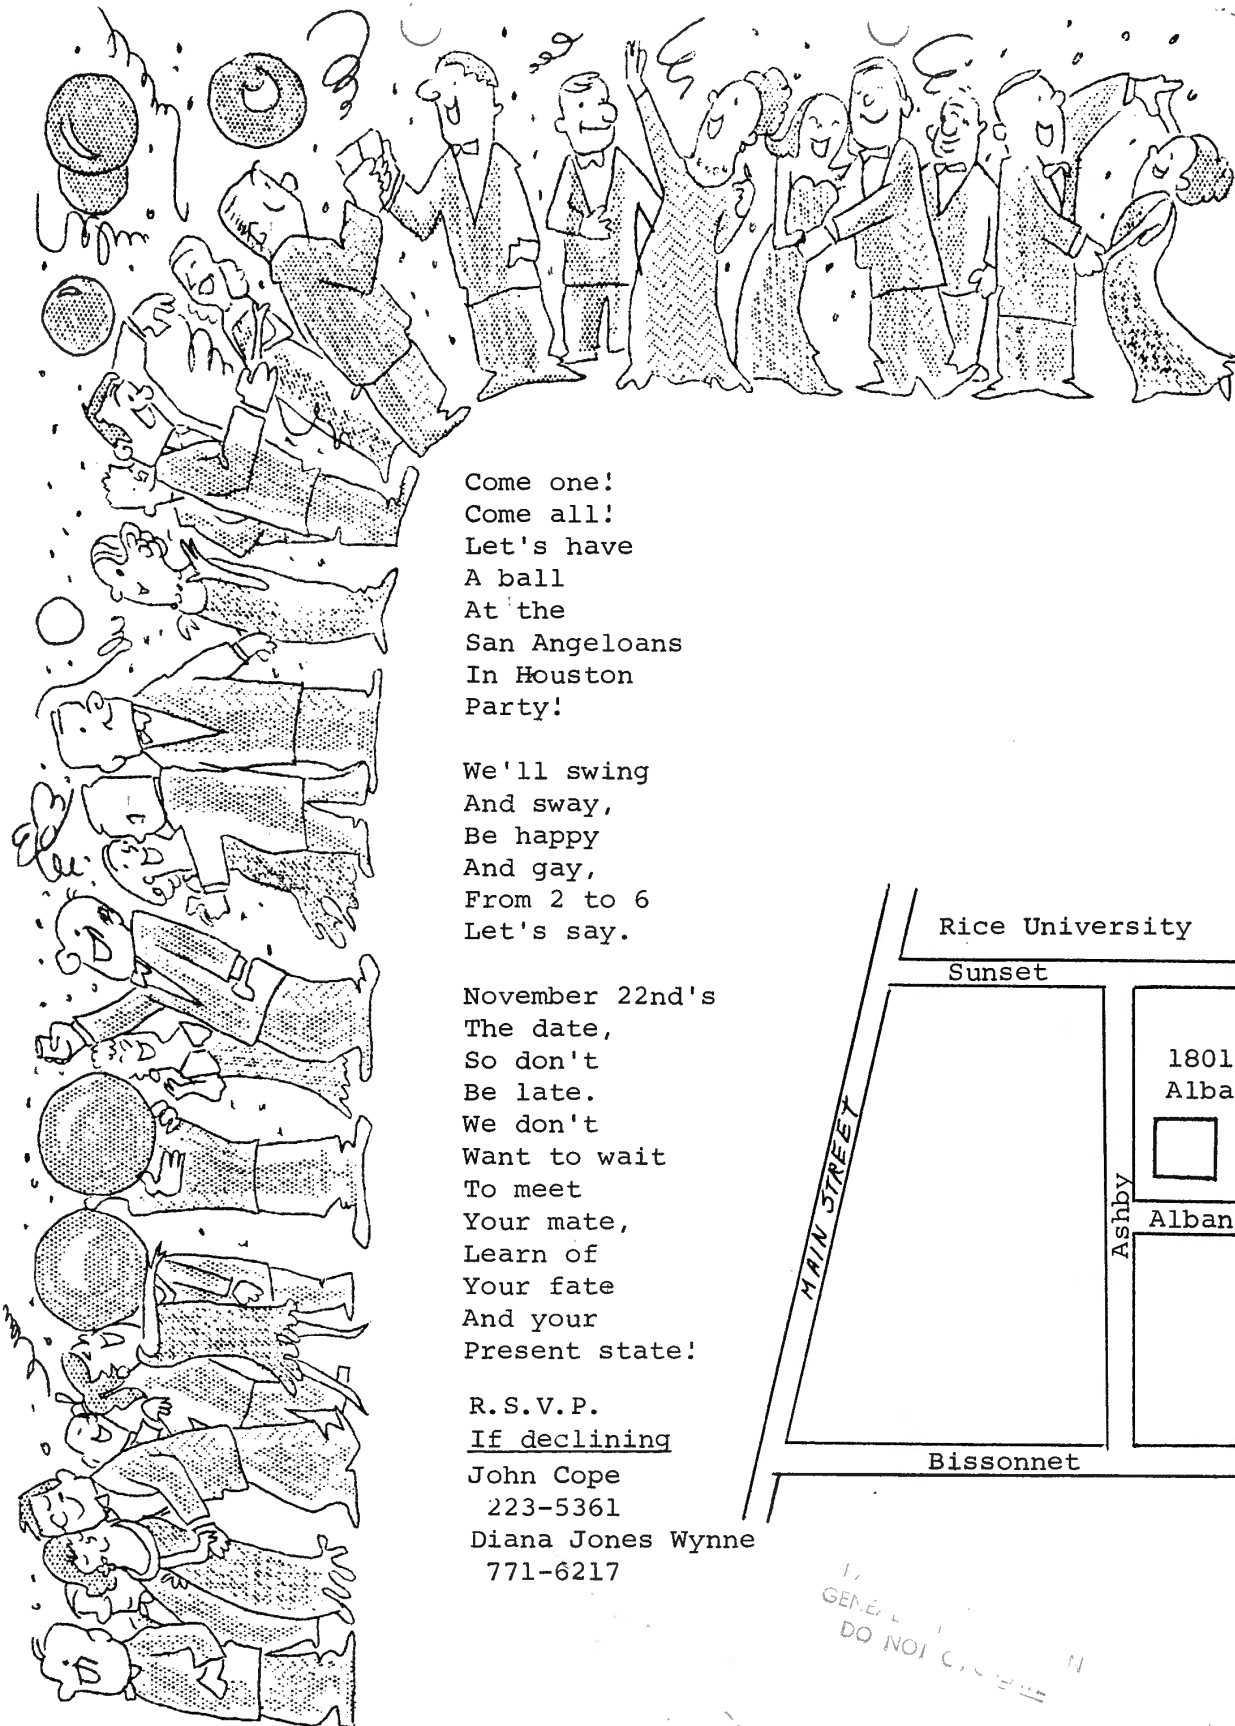 Come one!
Come all!
Let's have
A ball
At the
San Angeloans
In Houston
Party!

We'll swing
And sway,
Be happy
And gay,
From 2 to 6
Let's say.

November 22nd's
The date,
So don't
Be late.
We don't
Want to wait
To meet
Your mate,
Learn of
Your fate
And your
Present state!

R.S.V.P.
If declining
John Cope
223-5361
Diana Jones Wynne
771-6217

Rice University
Sunset
1801
Alba
MAIN STREET
Ashby
Alban
Bissonnet
DO NOT